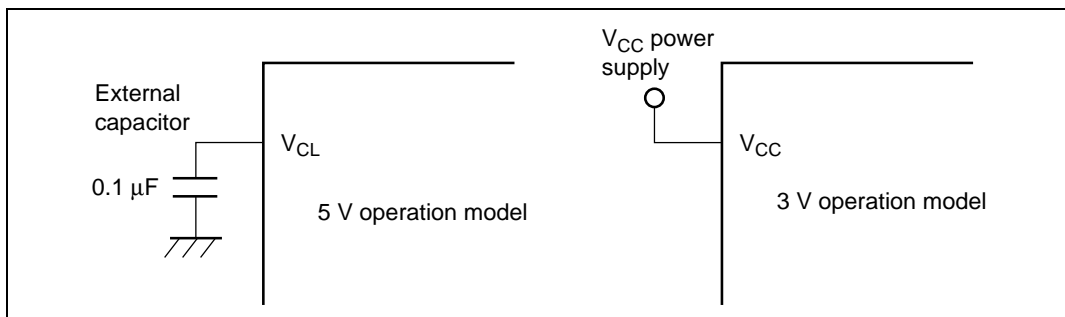 External
capacitor
0.1 μF
V_CL
5 V operation model
V_CC power
supply
V_CC
3 V operation model